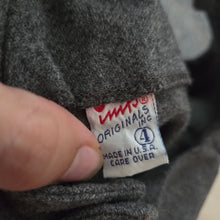 ORIGINALS
INC
4
MADE IN U.S.A.
CARE OVER